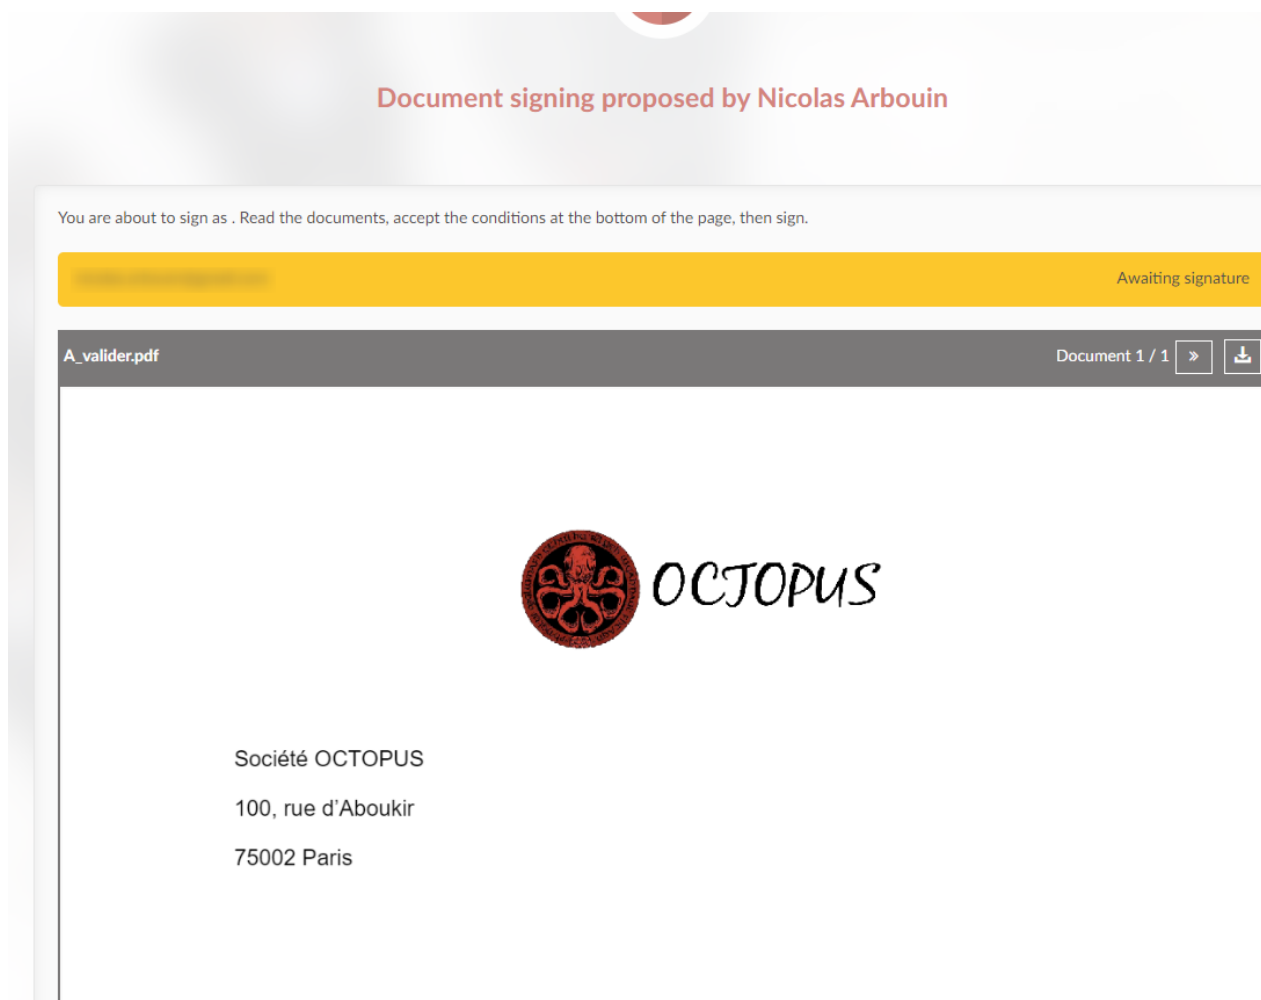 Document signing proposed by Nicolas Arbouin
You are about to sign as . Read the documents, accept the conditions at the bottom of the page, then sign.
Awaiting signature
A_valider.pdf Document 1 / 1 »
OCTOPUS
Société OCTOPUS
100, rue d’Aboukir
75002 Paris